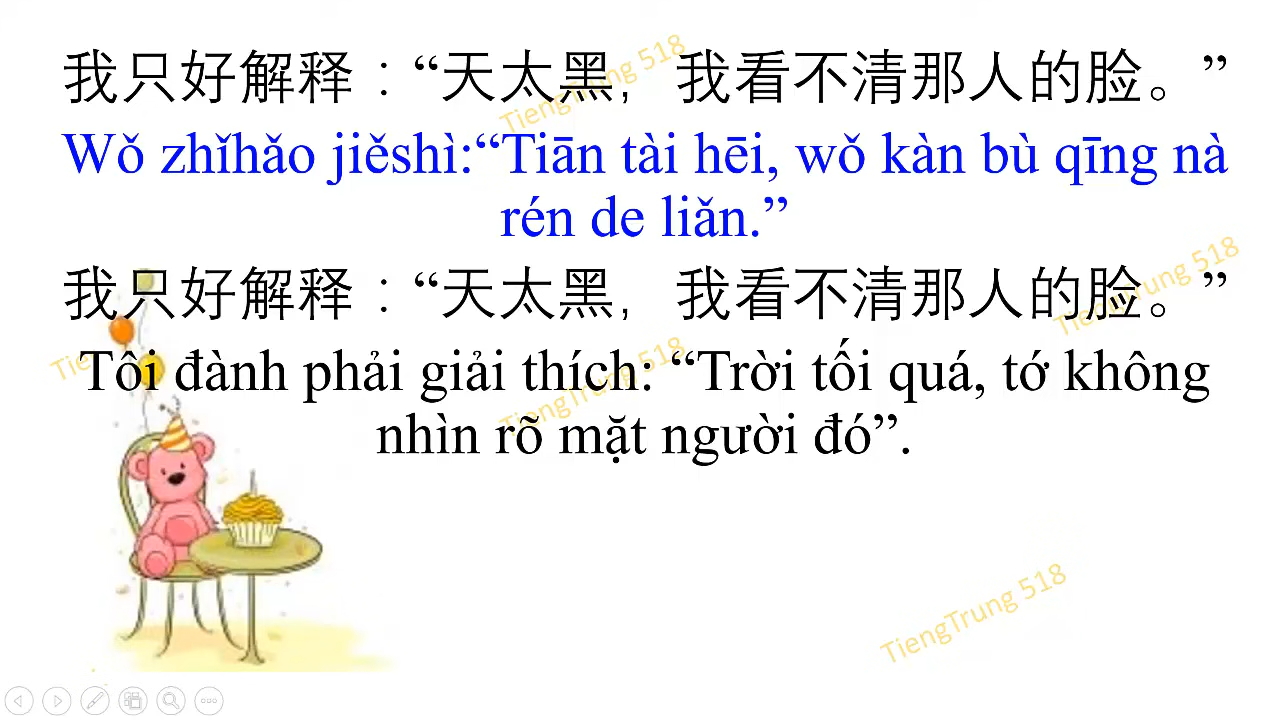 我只好解释：“天太黑，我看不清那人的脸。”
Wǒ zhǐhǎo jiěshì:“Tiān tài hēi, wǒ kàn bù qīng nà
rén de liǎn.”
我只好解释：“天太黑，我看不清那人的脸。”
Tôi đành phải giải thích: “Trời tối quá, tớ không
nhìn rõ mặt người đó”.
TiengTrung 518
TiengTrung 518
TiengTrung 518
TiengTrung 518